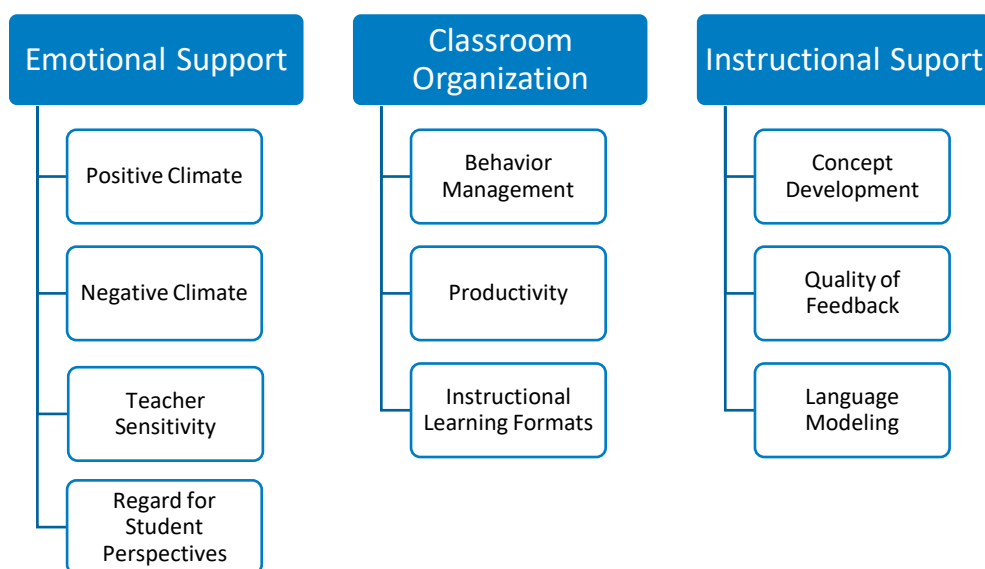 Emotional Support
Positive Climate
Negative Climate
Teacher
Sensitivity
Regard for
Student
Perspectives
Classroom
Organization
Behavior
Management
Productivity
Instructional
Learning Formats
Instructional Suport
Concept
Development
Quality of
Feedback
Language
Modeling